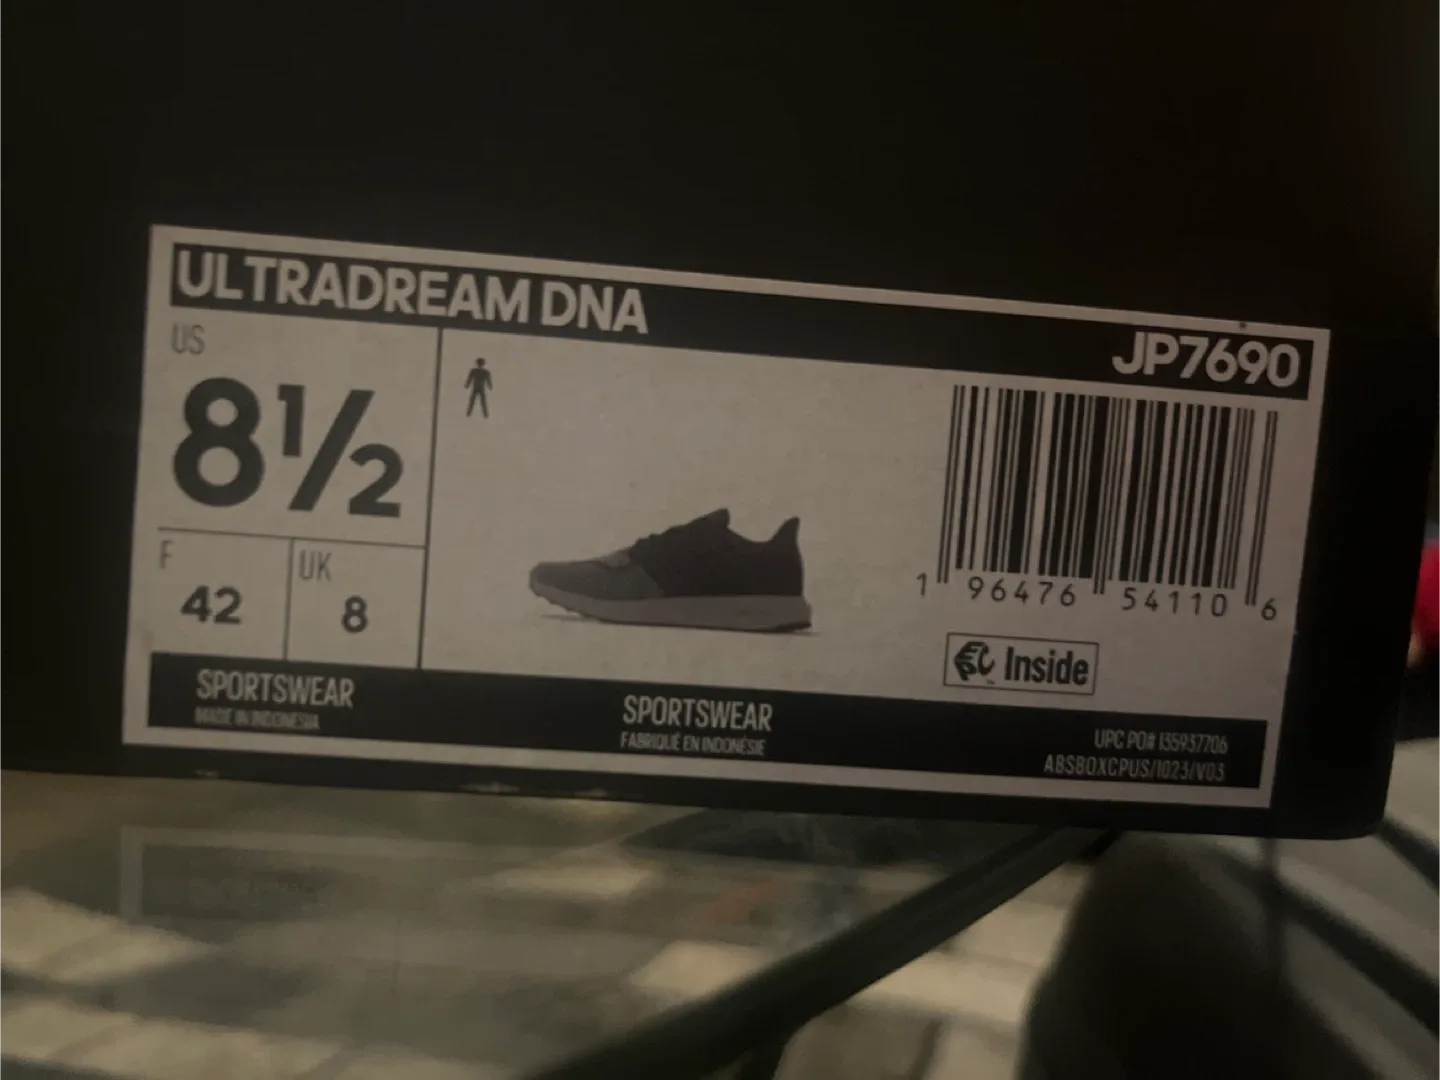 ULTRADREAM DNA
JP7690
US
8½
F
42
UK
8
1 96476 54110 6
EPC Inside
SPORTSWEAR
MADE IN INDONESIA
SPORTSWEAR
FABRIQUÉ EN INDONÉSIE
UPC PO# 135937706
ABSBOXCPUS/1023/V03